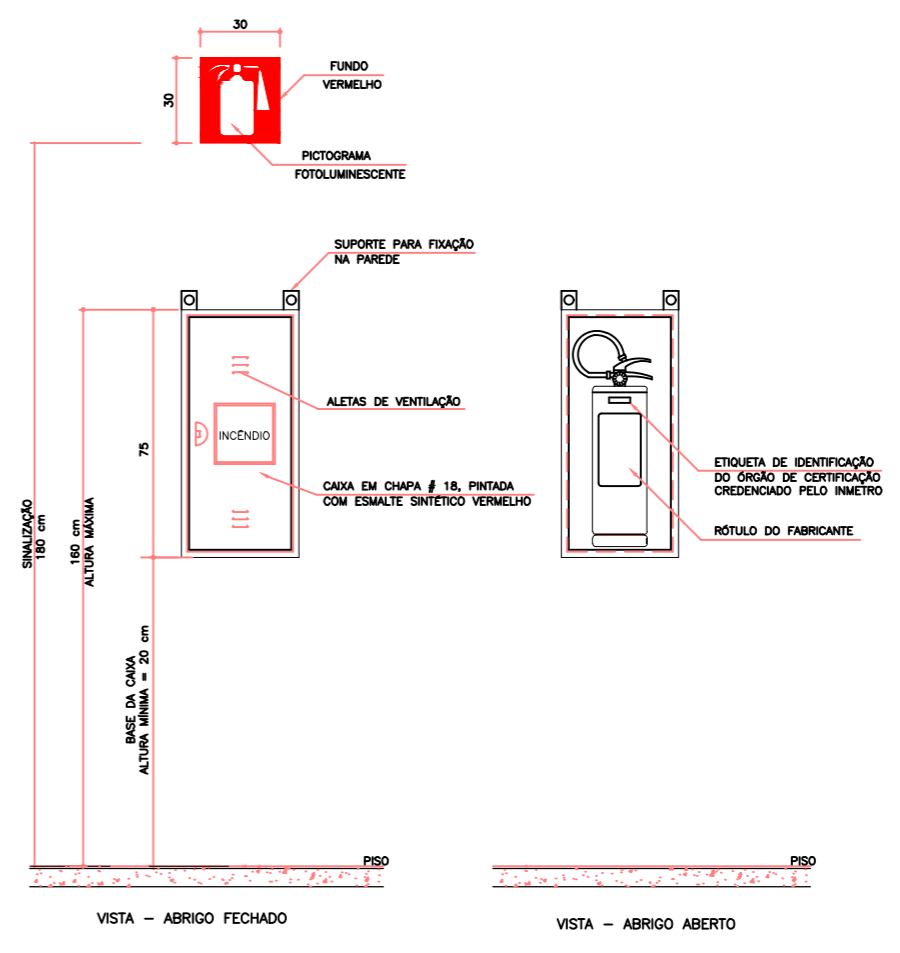 30
30
FUNDO
VERMELHO
PICTOGRAMA
FOTOLUMINESCENTE
SUPORTE PARA FIXAÇÃO
NA PAREDE
ALETAS DE VENTILAÇÃO
INCÊNDIO
75
CAIXA EM CHAPA # 18, PINTADA
COM ESMALTE SINTÉTICO VERMELHO
SINALIZAÇÃO
180 cm
160 cm
ALTURA MÁXIMA
BASE DA CAIXA
ALTURA MÍNIMA = 20 cm
ETIQUETA DE IDENTIFICAÇÃO
DO ÓRGÃO DE CERTIFICAÇÃO
CREDENCIADO PELO INMETRO
RÓTULO DO FABRICANTE
PISO
PISO
VISTA – ABRIGO FECHADO
VISTA – ABRIGO ABERTO